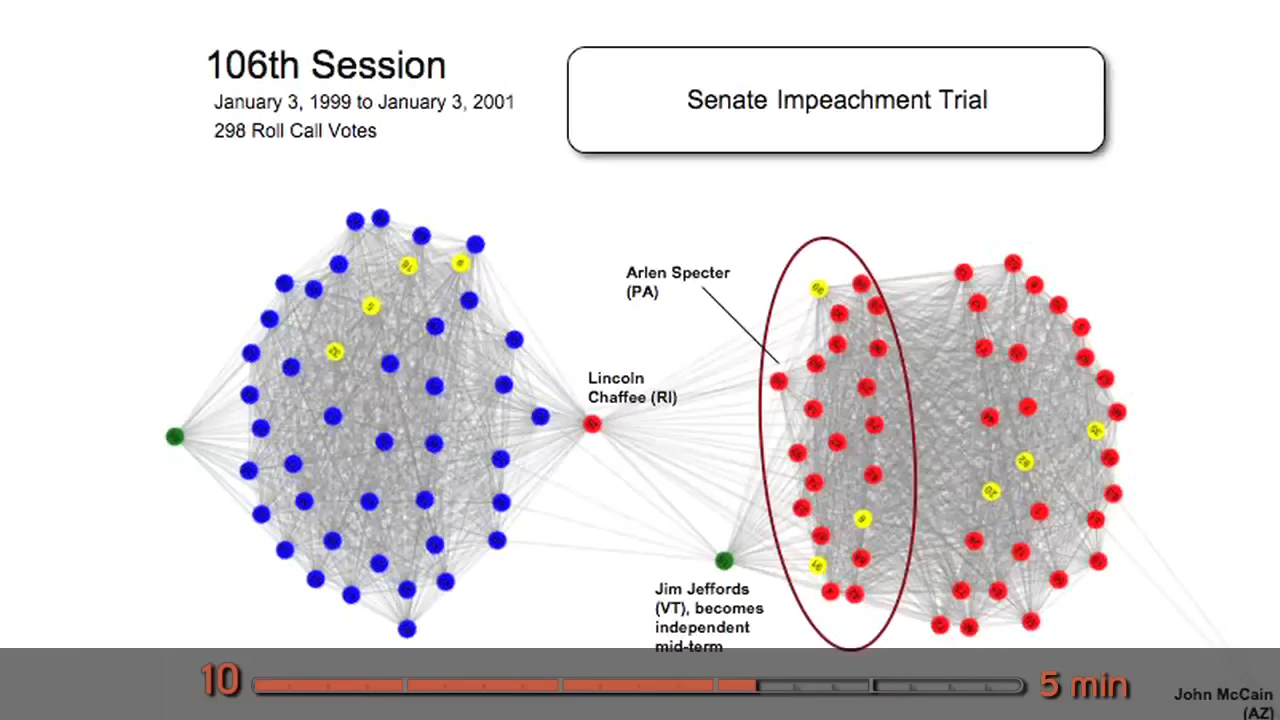 106th Session
January 3, 1999 to January 3, 2001
298 Roll Call Votes
Senate Impeachment Trial
Arlen Specter
(PA)
Lincoln
Chaffee (RI)
Jim Jeffords
(VT), becomes
independent
mid-term
10
5 min
John McCain
(AZ)